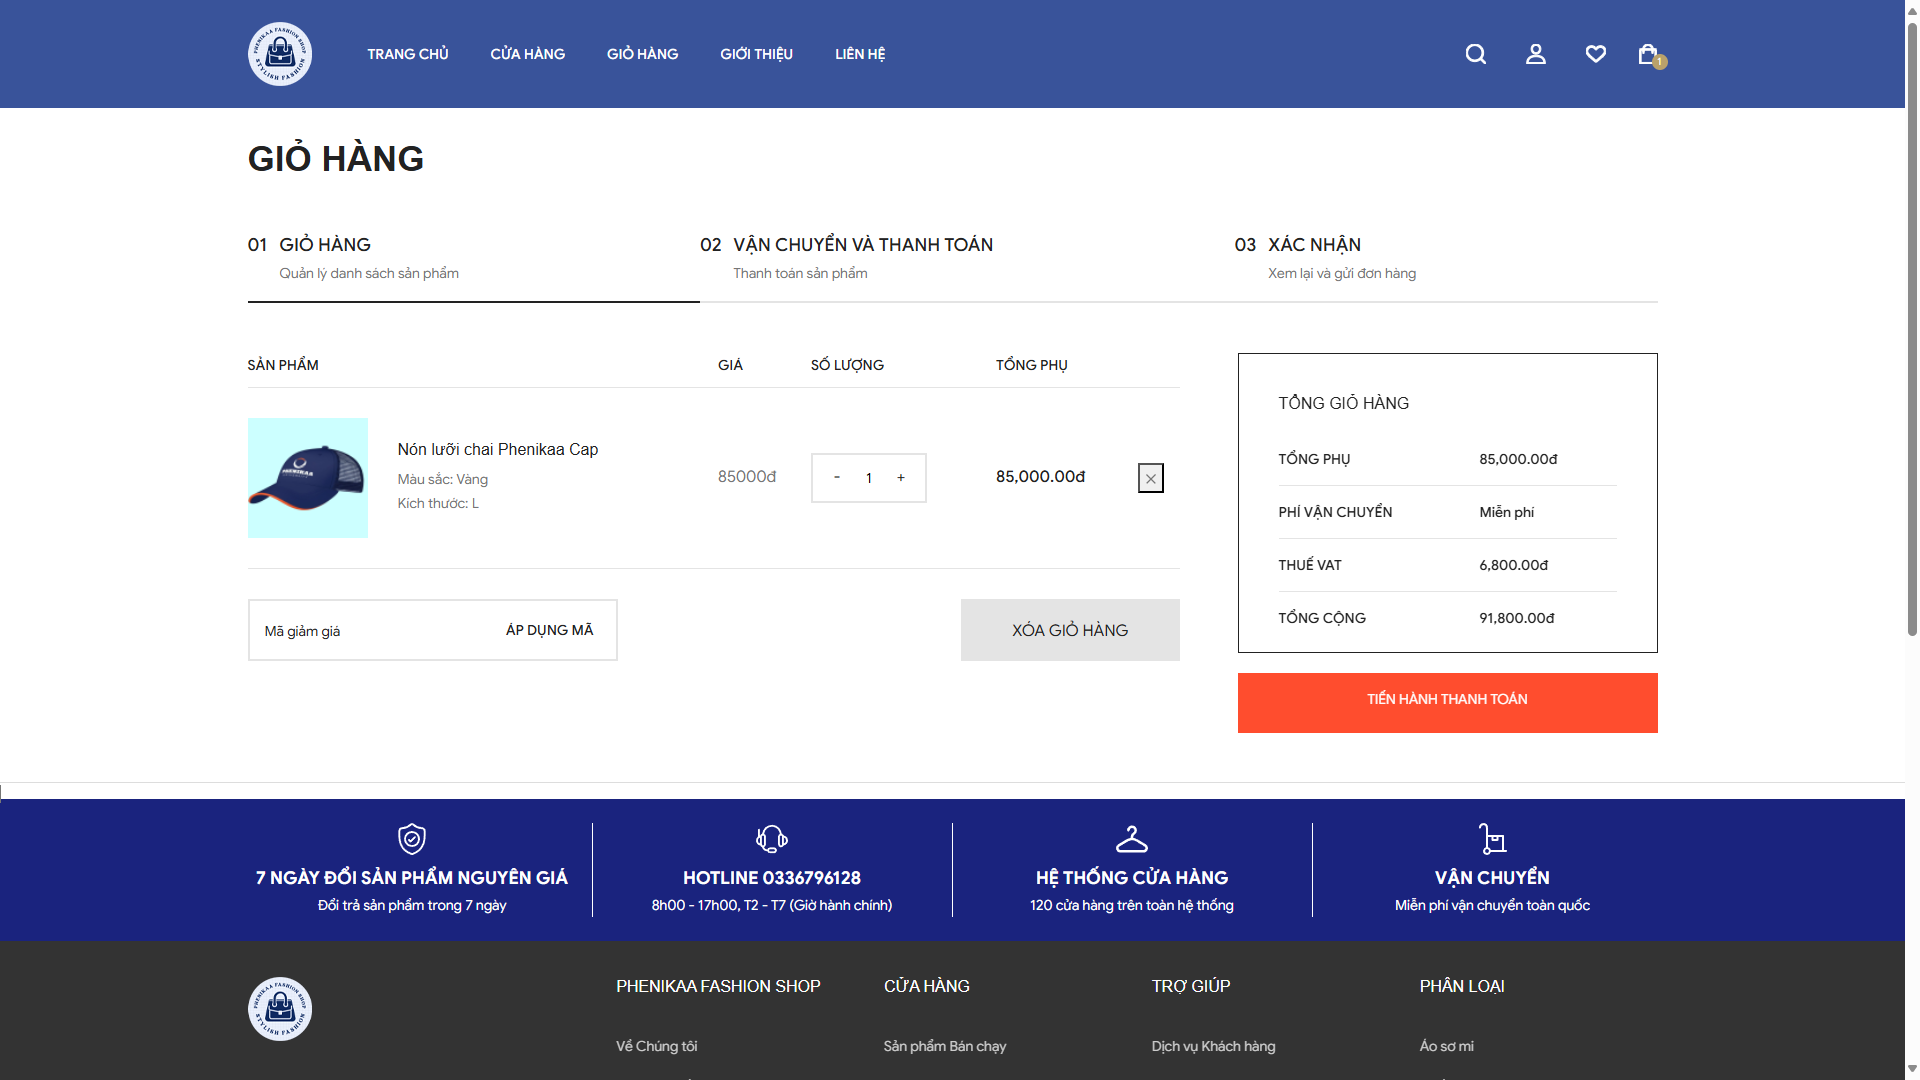 PHENIKAA FASHION SHOP
STYLISH FASHION
TRANG CHỦ
CỬA HÀNG
GIỎ HÀNG
GIỚI THIỆU
LIÊN HỆ
1
GIỎ HÀNG
01 GIỎ HÀNG
Quản lý danh sách sản phẩm
02 VẬN CHUYỂN VÀ THANH TOÁN
Thanh toán sản phẩm
03 XÁC NHẬN
Xem lại và gửi đơn hàng
SẢN PHẨM GIÁ SỐ LƯỢNG TỔNG PHỤ
PHENIKAA
Nón lưỡi chai Phenikaa Cap
Màu sắc: Vàng
Kích thước: L
85000đ
- 1 +
85,000.00đ
Mã giảm giá
ÁP DỤNG MÃ
XÓA GIỎ HÀNG
TỔNG GIỎ HÀNG
TỔNG PHỤ 85,000.00đ
PHÍ VẬN CHUYỂN Miễn phí
THUẾ VAT 6,800.00đ
TỔNG CỘNG 91,800.00đ
TIẾN HÀNH THANH TOÁN
7 NGÀY ĐỔI SẢN PHẨM NGUYÊN GIÁ
Đổi trả sản phẩm trong 7 ngày
HOTLINE 0336796128
8h00 - 17h00, T2 - T7 (Giờ hành chính)
HỆ THỐNG CỬA HÀNG
120 cửa hàng trên toàn hệ thống
VẬN CHUYỂN
Miễn phí vận chuyển toàn quốc
PHENIKAA FASHION SHOP
STYLISH FASHION
PHENIKAA FASHION SHOP
Về Chúng tôi
CỬA HÀNG
Sản phẩm Bán chạy
TRỢ GIÚP
Dịch vụ Khách hàng
PHÂN LOẠI
Áo sơ mi